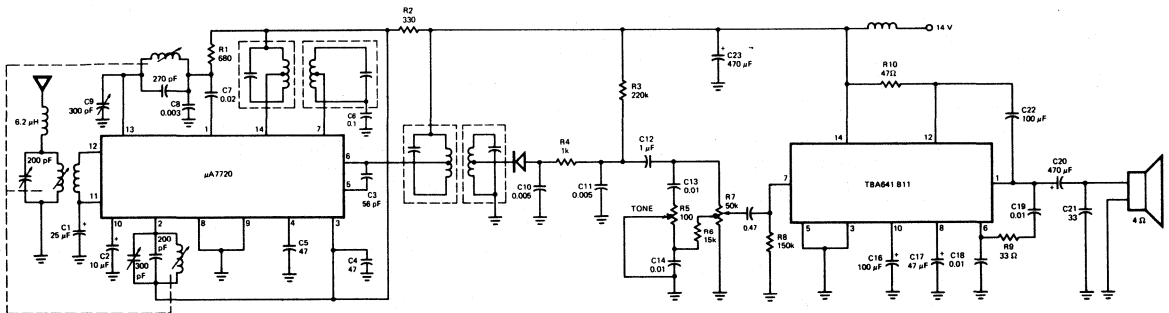 R2
330
14 V
R1
680
C23
+
470 µF
R10
47Ω
270 pF
C9
300 pF
C8
0.003
C7
0.02
R3
220k
C22
100 µF
6.2 µH
C6
0.1
13
1
14
7
14
12
200 pF
12
11
µA7720
6
5
C3
56 pF
R4
1k
C12
1 µF
C10
0.005
C11
0.005
C13
0.01
R7
50k
TONE
R5
100
R6
15k
C14
0.01
0.47
R8
150k
7
TBA641 B11
1
C20
470 µF
+
C19
0.01
C21
33
4 Ω
R9
33 Ω
C1
25 µF
+
10
2
8
9
4
3
C2
10 µF
+
200
pF
300
pF
C5
47
C4
47
5
3
10
8
6
C16
100 µF
+
C17
47 µF
+
C18
0.01